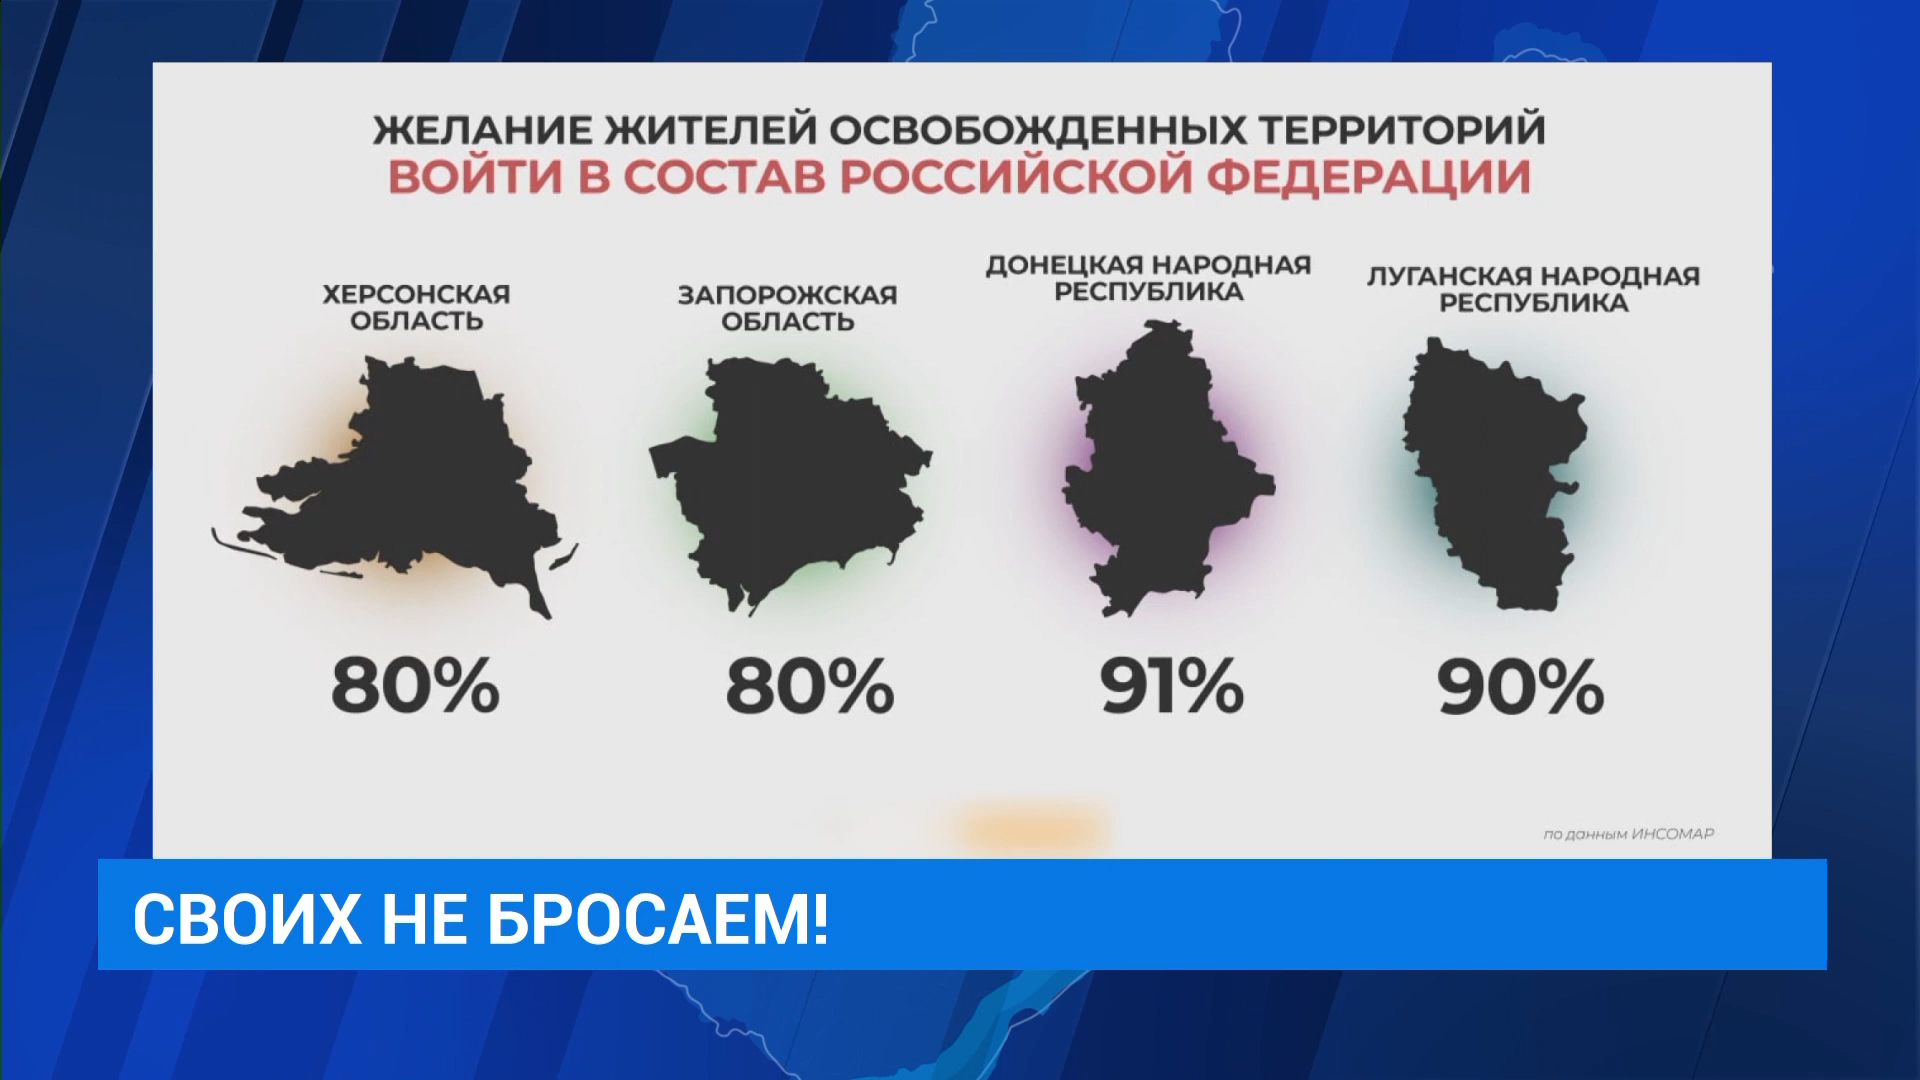 ЖЕЛАНИЕ ЖИТЕЛЕЙ ОСВОБОЖДЕННЫХ ТЕРРИТОРИЙ
ВОЙТИ В СОСТАВ РОССИЙСКОЙ ФЕДЕРАЦИИ
ХЕРСОНСКАЯ
ОБЛАСТЬ
80%
ЗАПОРОЖСКАЯ
ОБЛАСТЬ
80%
ДОНЕЦКАЯ НАРОДНАЯ
РЕСПУБЛИКА
91%
ЛУГАНСКАЯ НАРОДНАЯ
РЕСПУБЛИКА
90%
по данным ИНСОМАР
СВОИХ НЕ БРОСАЕМ!